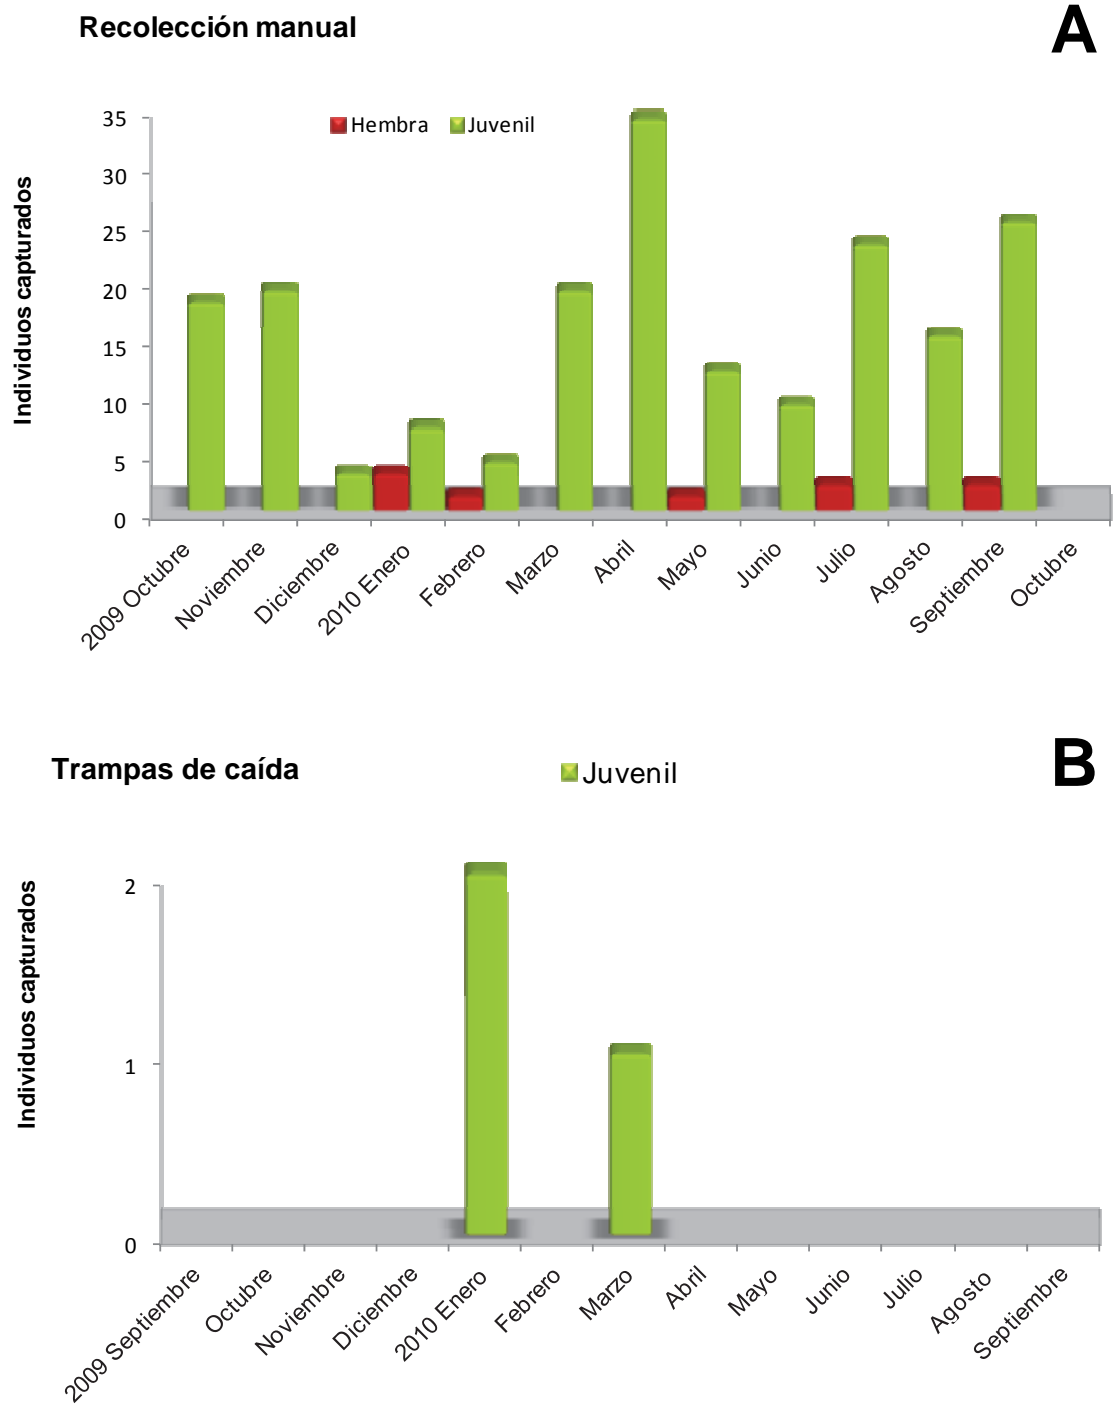 Recolección manual
A
Hembra
Juvenil
Individuos capturados
35
30
25
20
15
10
5
0
2009 Octubre
Noviembre
Diciembre
2010 Enero
Febrero
Marzo
Abril
Mayo
Junio
Julio
Agosto
Septiembre
Octubre
Trampas de caída
Juvenil
B
Individuos capturados
2
1
0
2009 Septiembre
Octubre
Noviembre
Diciembre
2010 Enero
Febrero
Marzo
Abril
Mayo
Junio
Julio
Agosto
Septiembre